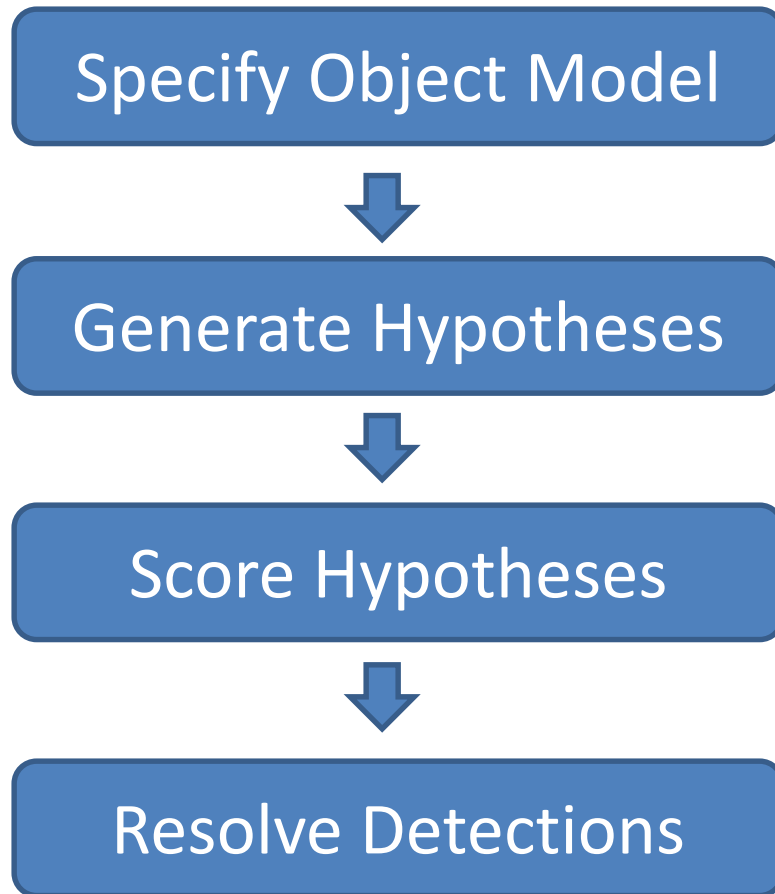 Specify Object Model
Generate Hypotheses
Score Hypotheses
Resolve Detections